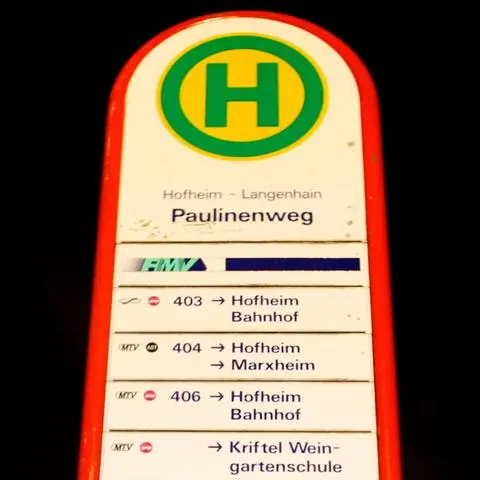 H
Hofheim - Langenhain
Paulinenweg
RMV
403 → Hofheim
Bahnhof
MTV AST 404 → Hofheim
→ Marxheim
MTV 406 → Hofheim
Bahnhof
MTV → Kriftel Wein-
gartenschule